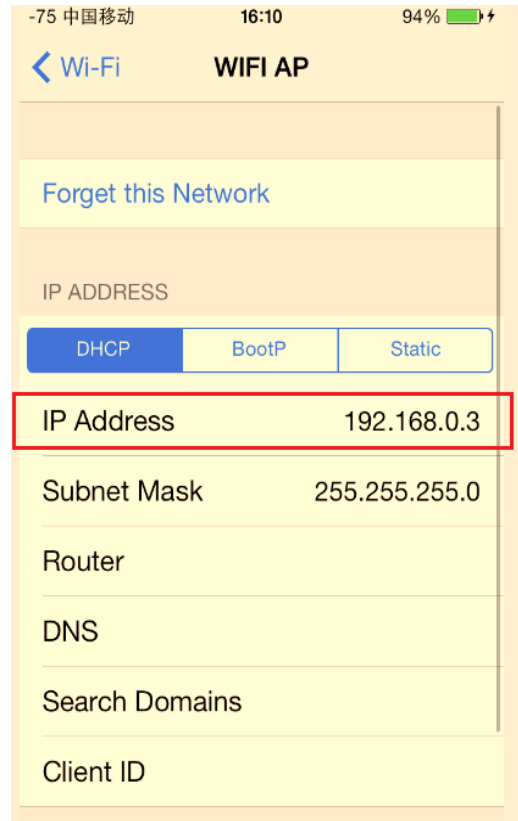 -75 中国移动 16:10 94%
Wi-Fi WIFI AP
Forget this Network
IP ADDRESS
DHCP BootP Static
IP Address 192.168.0.3
Subnet Mask 255.255.255.0
Router
DNS
Search Domains
Client ID